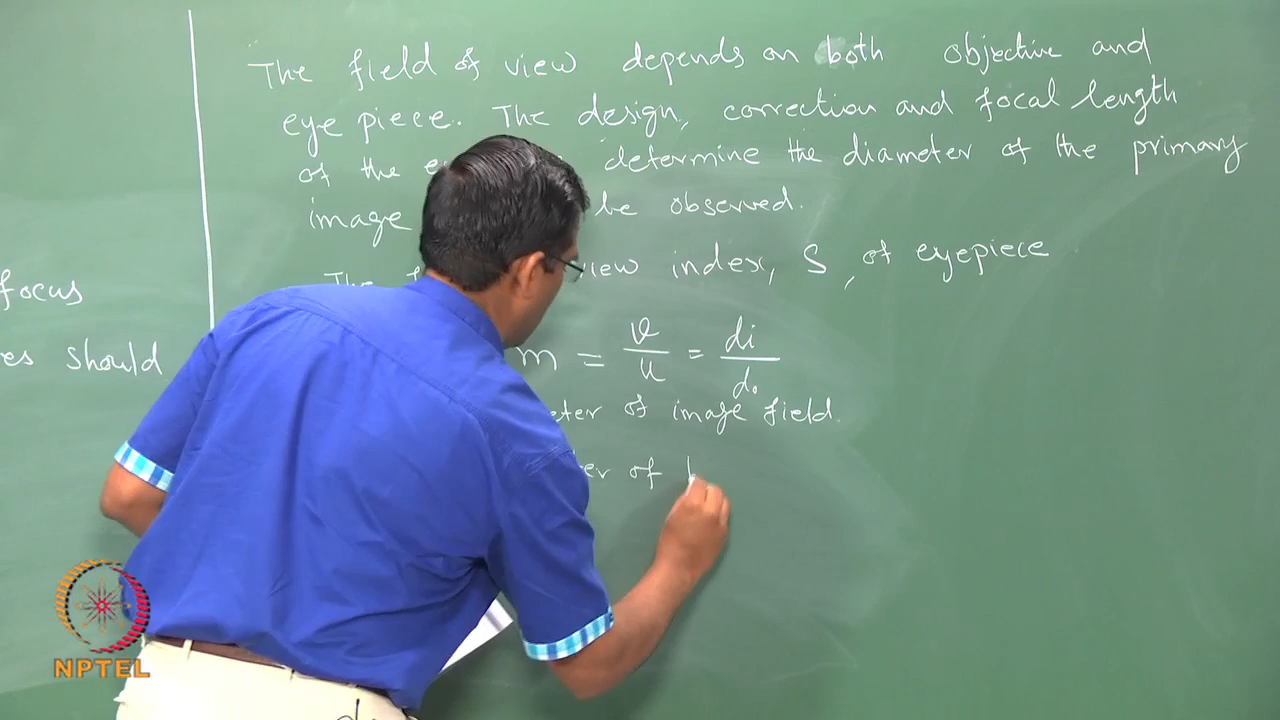 focus
es should
The field of view depends on both objective and
eye piece. The design, correction and focal length
of the determine the diameter of the primary
image be observed.
The view index, S, of eyepiece
m = v/u = di/do
eter of image field.
er of
NPTEL